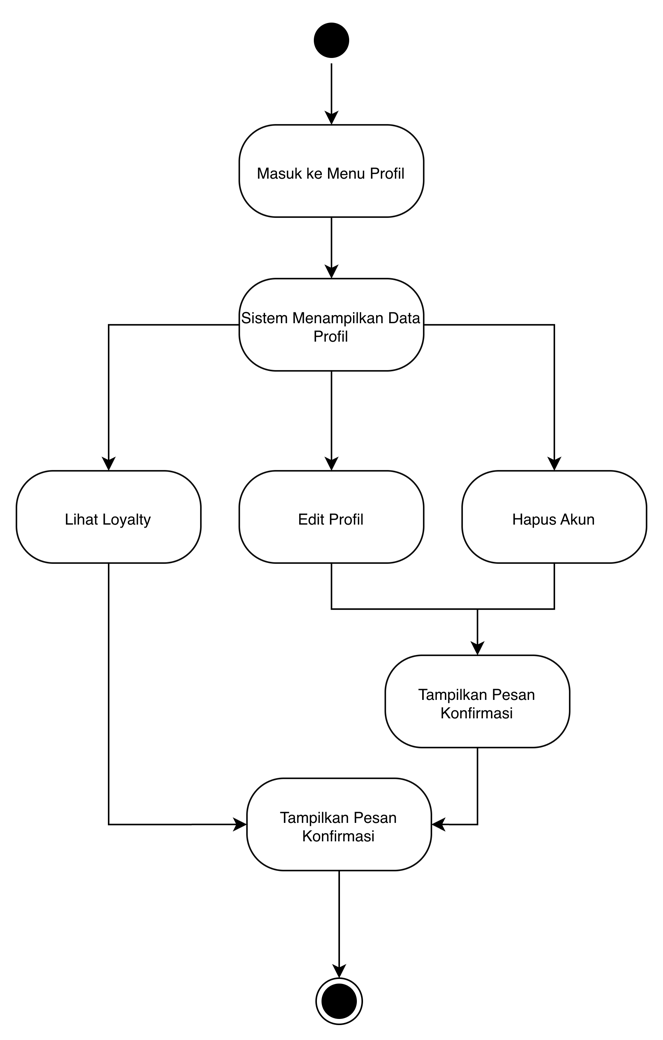 Masuk ke Menu Profil
Sistem Menampilkan Data
Profil
Lihat Loyalty
Edit Profil
Hapus Akun
Tampilkan Pesan
Konfirmasi
Tampilkan Pesan
Konfirmasi